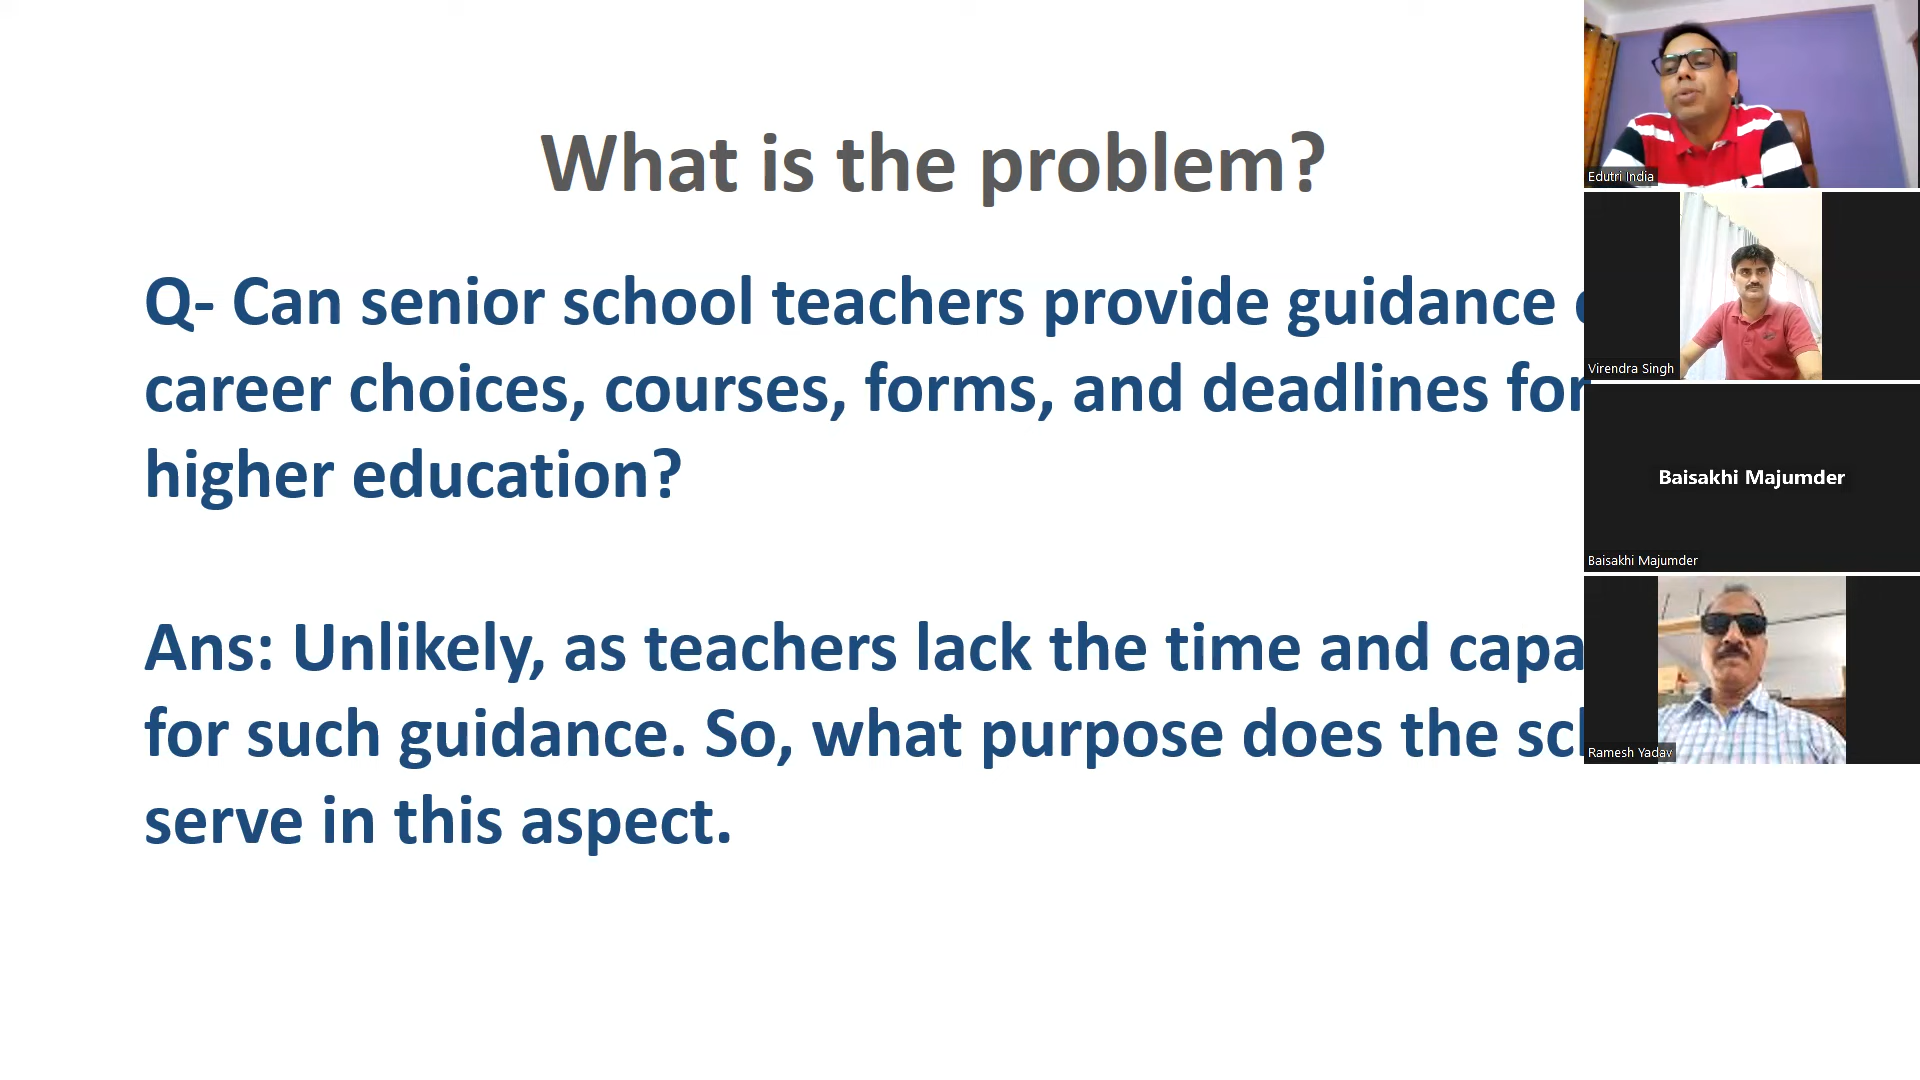 What is the problem?
Q- Can senior school teachers provide guidance
career choices, courses, forms, and deadlines for
higher education?
Ans: Unlikely, as teachers lack the time and
for such guidance. So, what purpose does the
serve in this aspect.
Edutri India
Virendra Singh
Baisakhi Majumder
Baisakhi Majumder
Ramesh Yadav